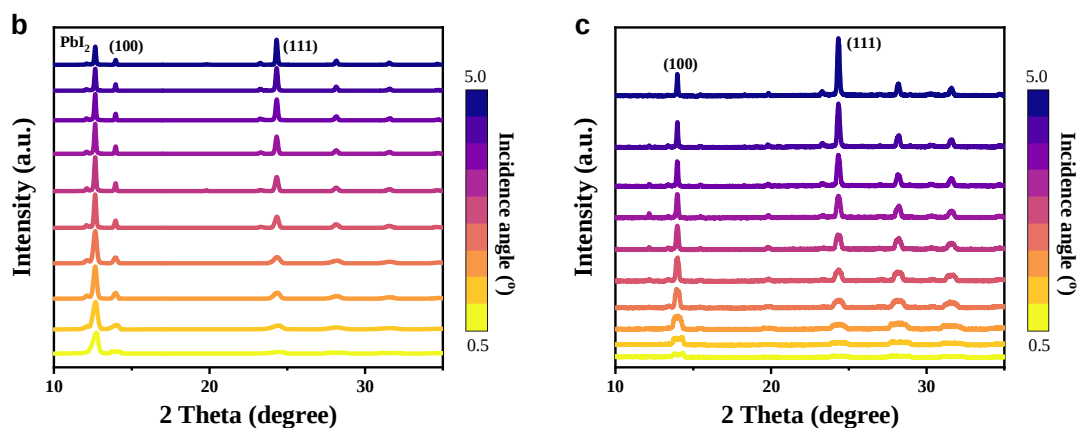 b
PbI2
(100)
(111)
Intensity (a.u.)
10
20
30
2 Theta (degree)
5.0
Incidence angle (º)
0.5
c
(100)
(111)
Intensity (a.u.)
10
20
30
2 Theta (degree)
5.0
Incidence angle (º)
0.5